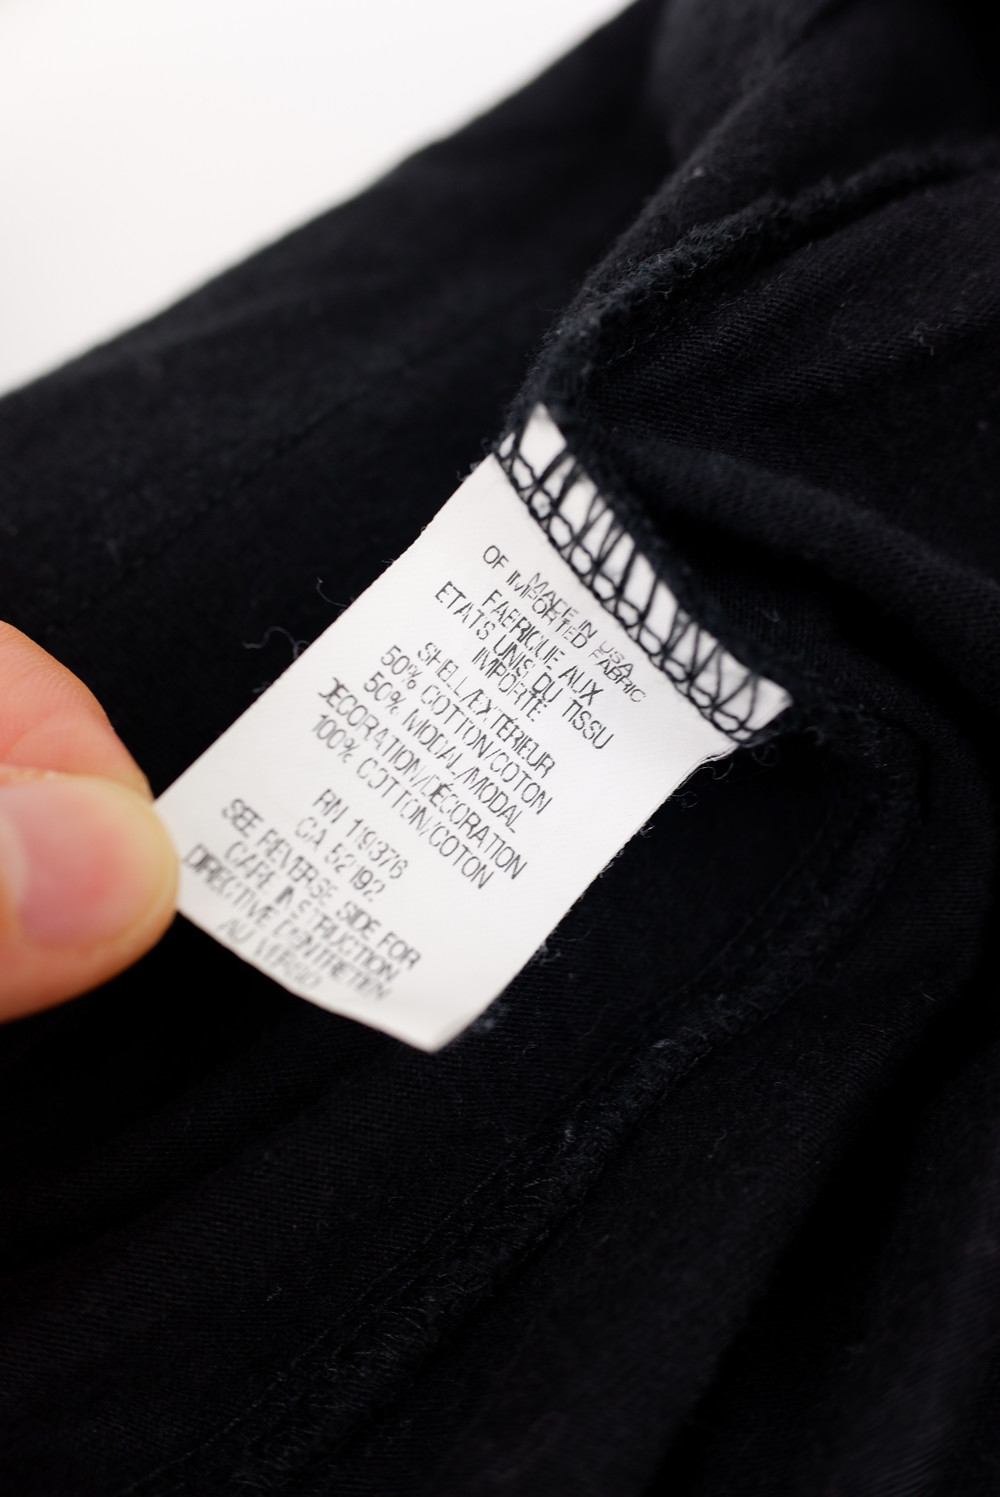 MADE IN USA
OF IMPORTED FABRIC
FABRIQUE AUX
ETATS UNIS DU TISSU
IMPORTE
SHELL/EXTÉRIEUR
50% COTTON/COTON
50% MODAL/MODAL
DECORATION/DÉCORATION
100% COTTON/COTON
RN 119376
CA 52192
SEE REVERSE SIDE FOR
CARE INSTRUCTION
DIRECTIVE D'ENTRETIEN
AU VERSO